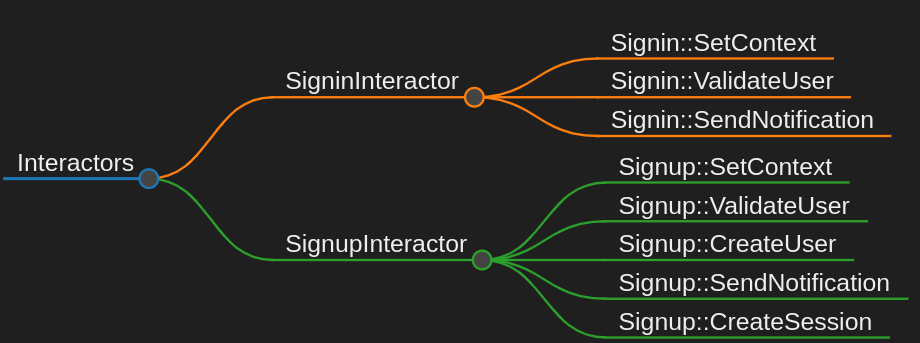 Interactors
SigninInteractor
Signin::SetContext
Signin::ValidateUser
Signin::SendNotification
SignupInteractor
Signup::SetContext
Signup::ValidateUser
Signup::CreateUser
Signup::SendNotification
Signup::CreateSession